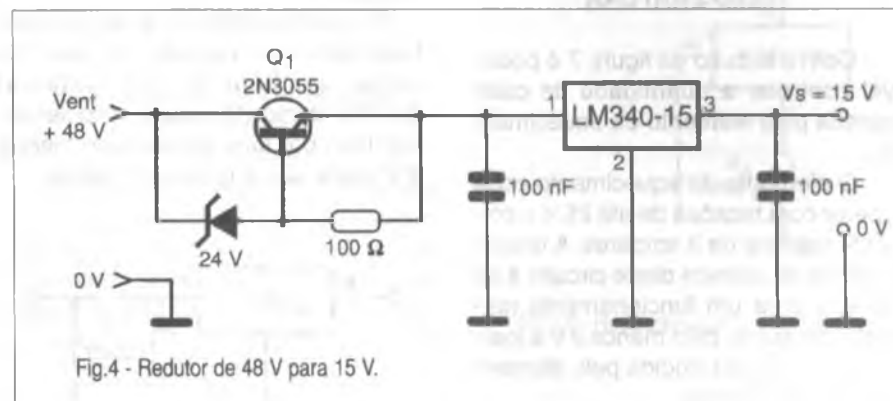 Q1
2N3055
Vent
+ 48 V
24 V
100 Ω
0 V
1
LM340-15
3
2
Vs = 15 V
100 nF
100 nF
0 V
Fig.4 - Redutor de 48 V para 15 V.